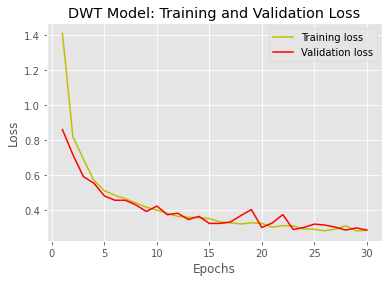 DWT Model: Training and Validation Loss
Training loss
Validation loss
1.4
1.2
1.0
0.8
0.6
0.4
Loss
0 5 10 15 20 25 30
Epochs